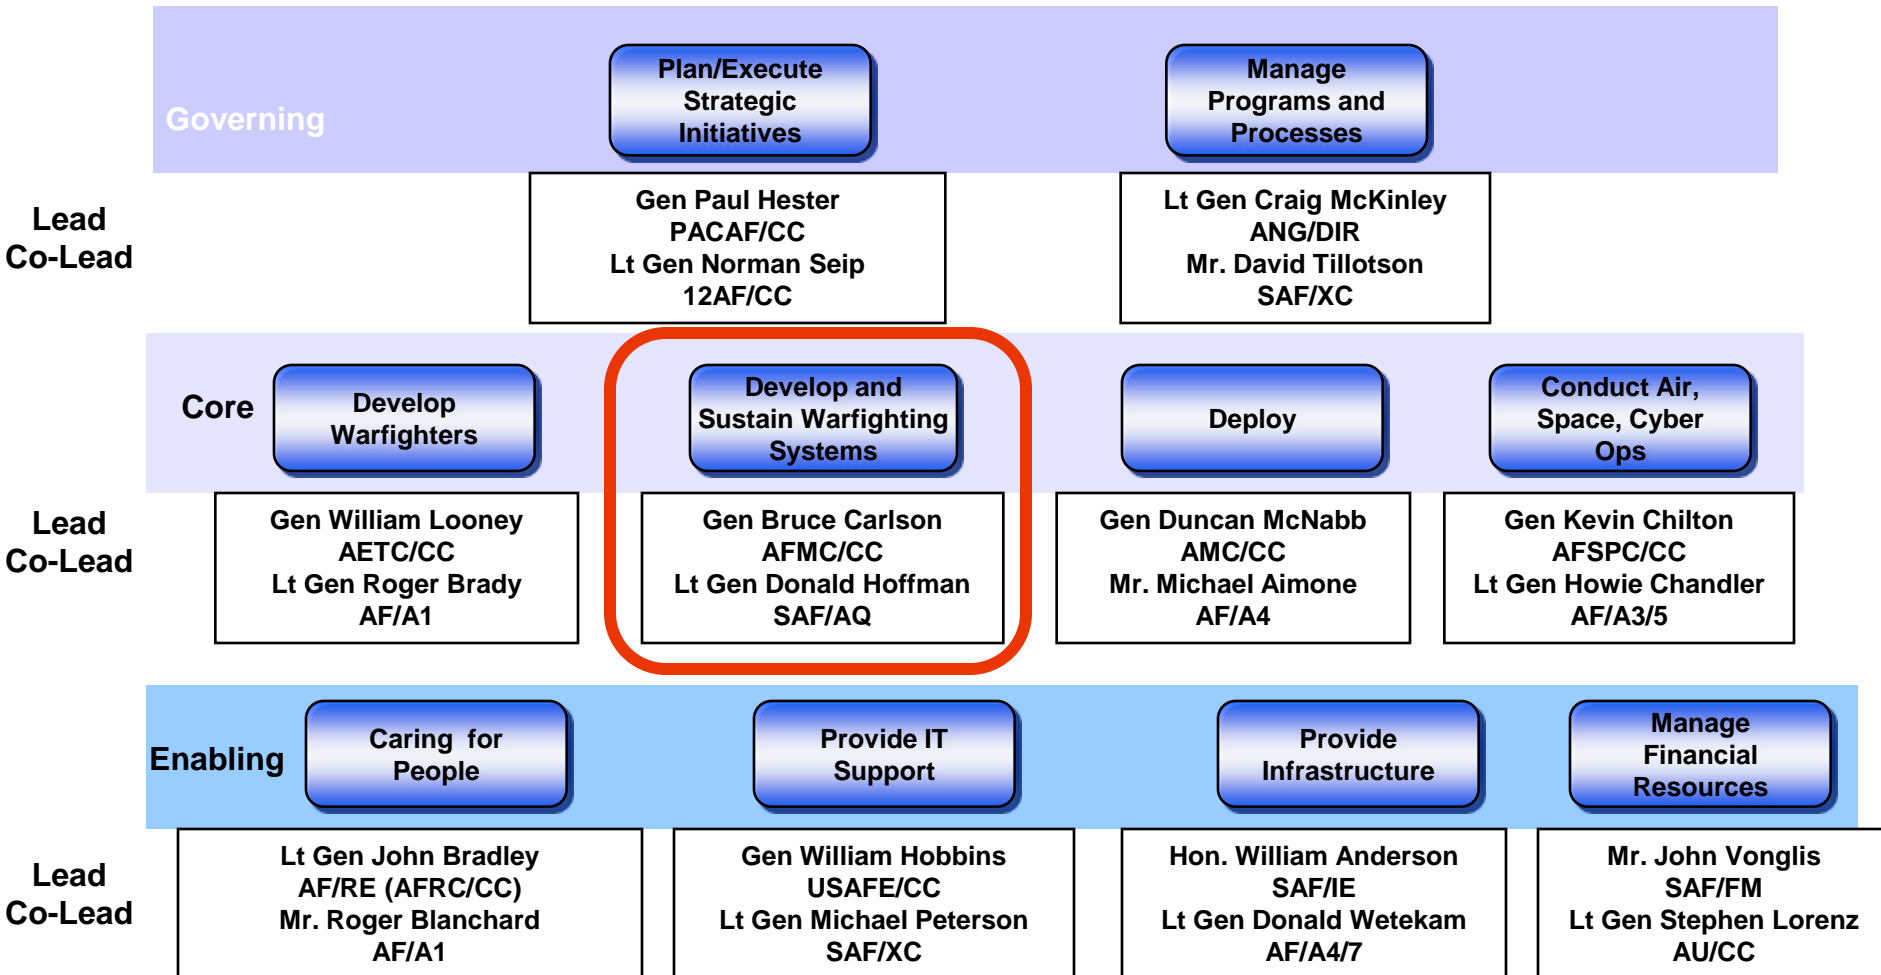 Governing
Plan/Execute
Strategic
Initiatives
Manage
Programs and
Processes
Lead
Co-Lead
Gen Paul Hester
PACAF/CC
Lt Gen Norman Seip
12AF/CC
Lt Gen Craig McKinley
ANG/DIR
Mr. David Tillotson
SAF/XC
Core
Develop
Warfighters
Develop and
Sustain Warfighting
Systems
Deploy
Conduct Air,
Space, Cyber
Ops
Lead
Co-Lead
Gen William Looney
AETC/CC
Lt Gen Roger Brady
AF/A1
Gen Bruce Carlson
AFMC/CC
Lt Gen Donald Hoffman
SAF/AQ
Gen Duncan McNabb
AMC/CC
Mr. Michael Aimone
AF/A4
Gen Kevin Chilton
AFSPC/CC
Lt Gen Howie Chandler
AF/A3/5
Enabling
Caring for
People
Provide IT
Support
Provide
Infrastructure
Manage
Financial
Resources
Lead
Co-Lead
Lt Gen John Bradley
AF/RE (AFRC/CC)
Mr. Roger Blanchard
AF/A1
Gen William Hobbins
USAFE/CC
Lt Gen Michael Peterson
SAF/XC
Hon. William Anderson
SAF/IE
Lt Gen Donald Wetekam
AF/A4/7
Mr. John Vonglis
SAF/FM
Lt Gen Stephen Lorenz
AU/CC